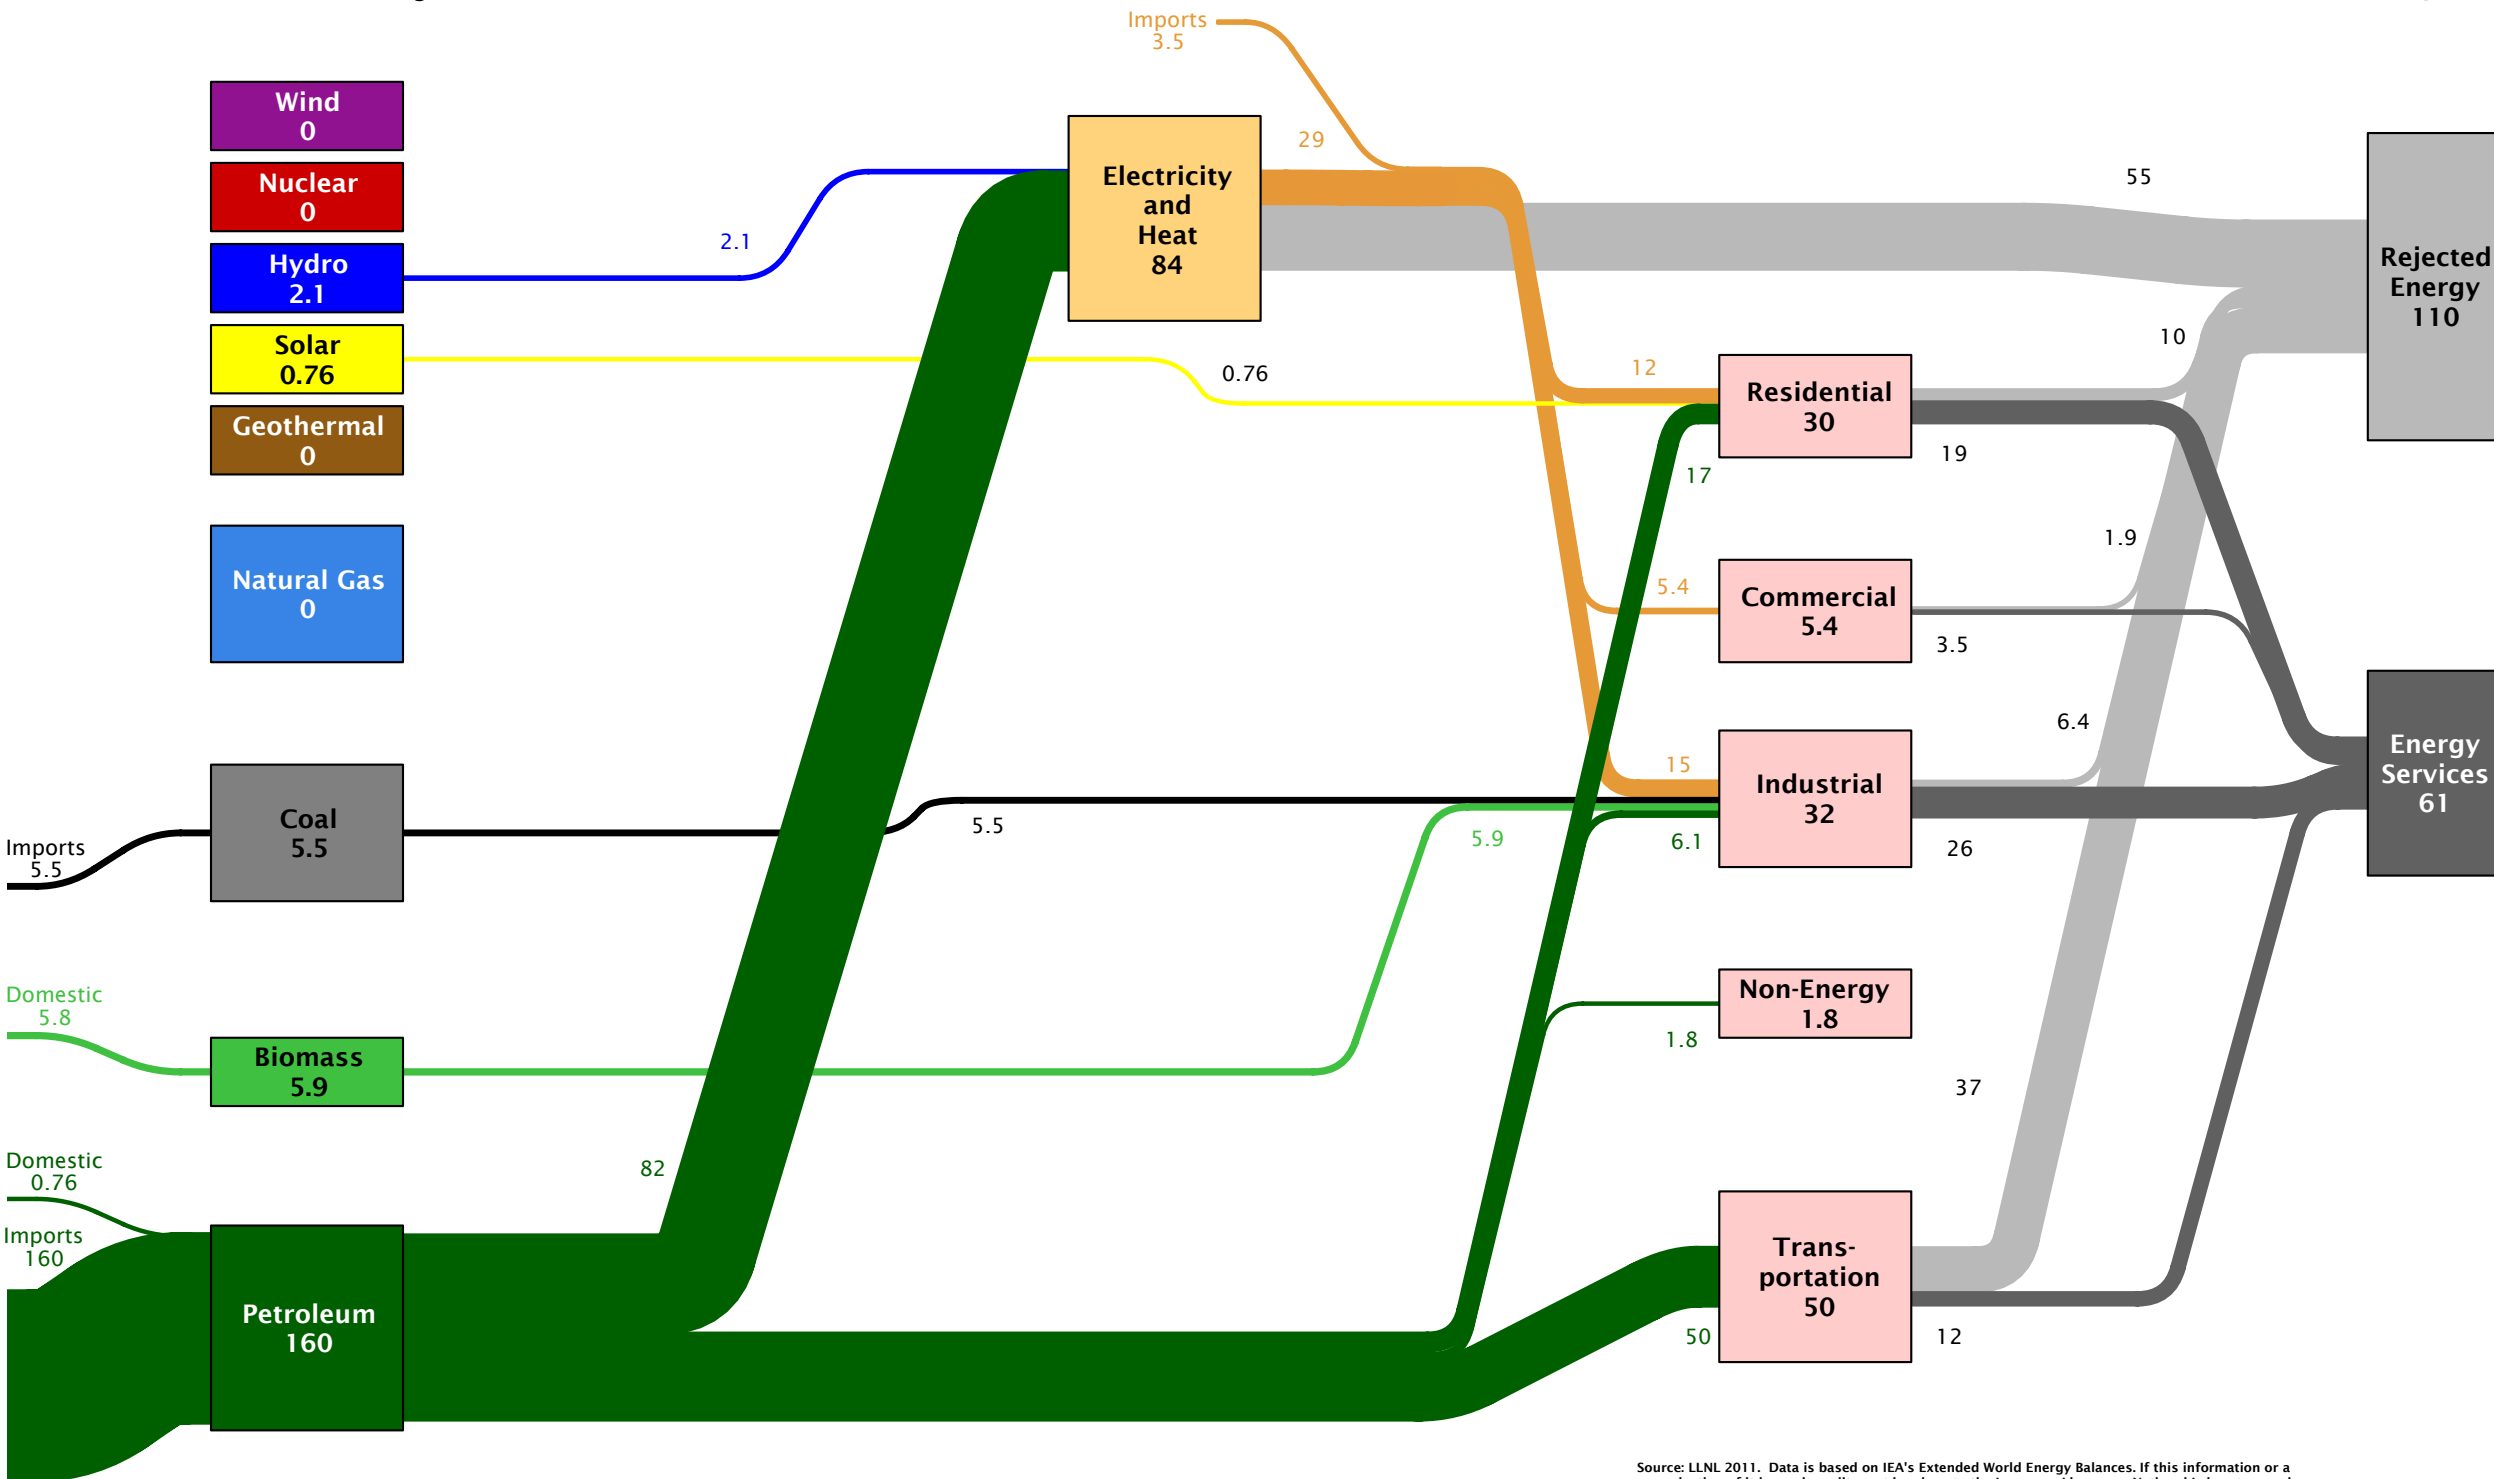 Imports
3.5
Wind
0
Nuclear
0
Hydro
2.1
Solar
0.76
Geothermal
0
Natural Gas
0
Coal
5.5
Imports
5.5
Domestic
5.8
Biomass
5.9
Domestic
0.76
Imports
160
Petroleum
160
2.1
82
0.76
5.5
5.9
Electricity
and
Heat
84
29
12
17
5.4
15
6.1
1.8
50
Residential
30
Commercial
5.4
Industrial
32
Non-Energy
1.8
Trans-
portation
50
55
10
19
1.9
3.5
6.4
26
37
12
Rejected
Energy
110
Energy
Services
61
Source: LLNL 2011. Data is based on IEA's Extended World Energy Balances. If this information or a